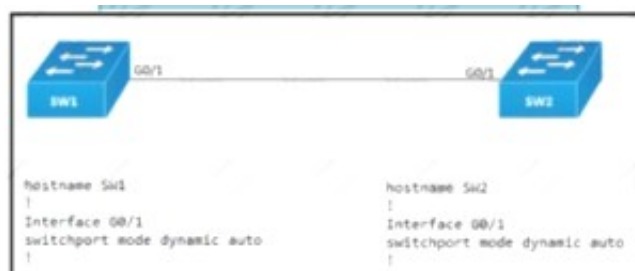 G0/1
G0/1
SW1
SW2
hostname SW1
!
Interface G0/1
switchport mode dynamic auto
!
hostname SW2
!
Interface G0/1
switchport mode dynamic auto
!